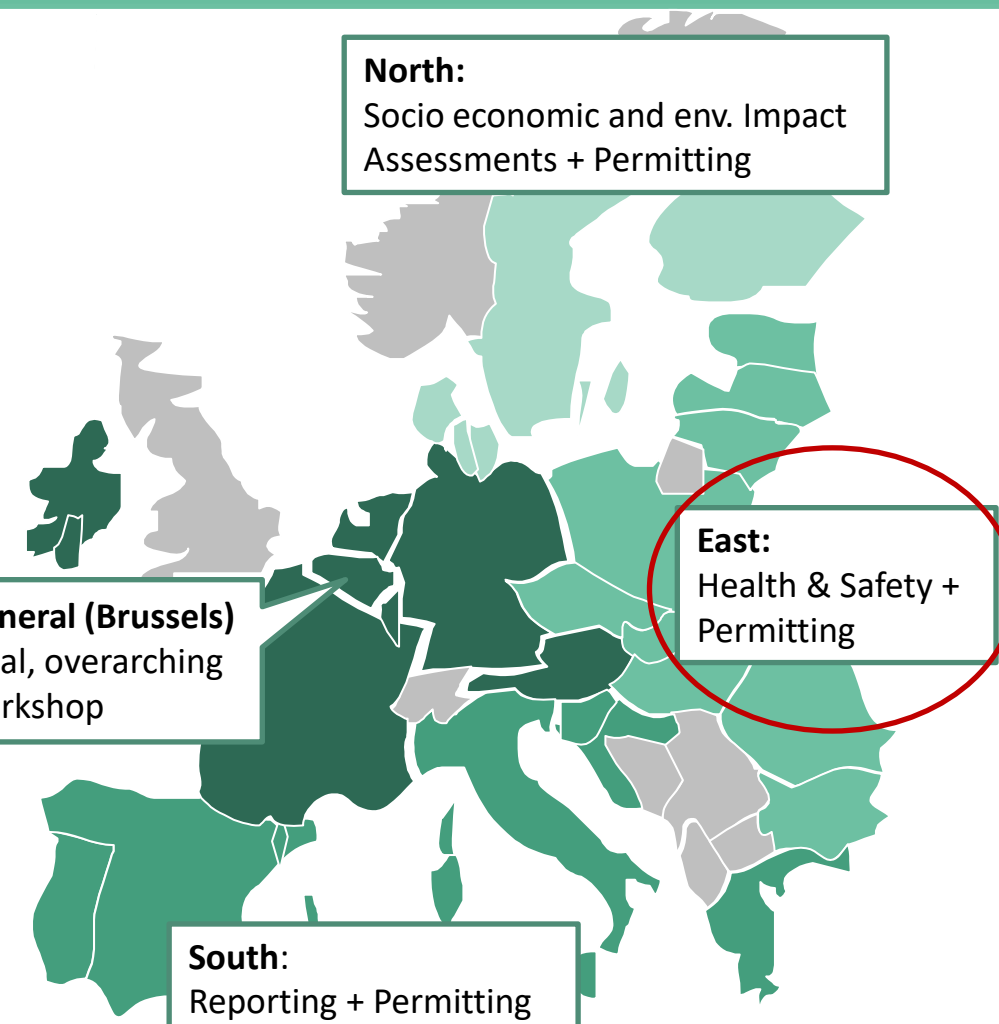 North:
Socio economic and env. Impact
Assessments + Permitting
East:
Health & Safety +
Permitting
neral (Brussels)
al, overarching
rkshop
South:
Reporting + Permitting